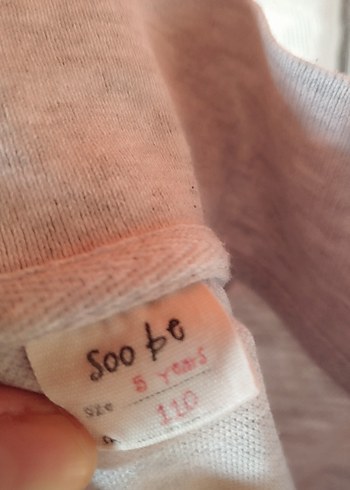 soo be
5 years
size
110